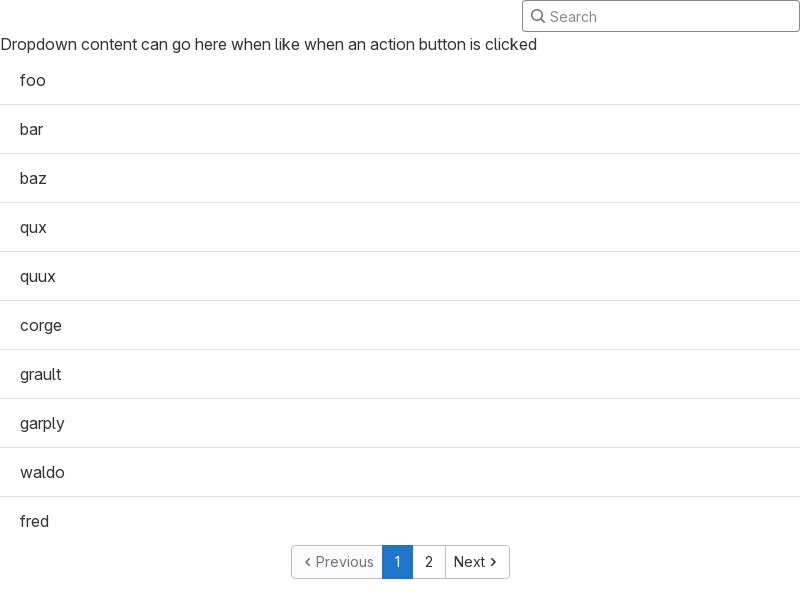 Search
Dropdown content can go here when like when an action button is clicked
foo
bar
baz
qux
quux
corge
grault
garply
waldo
fred
Previous 1 2 Next